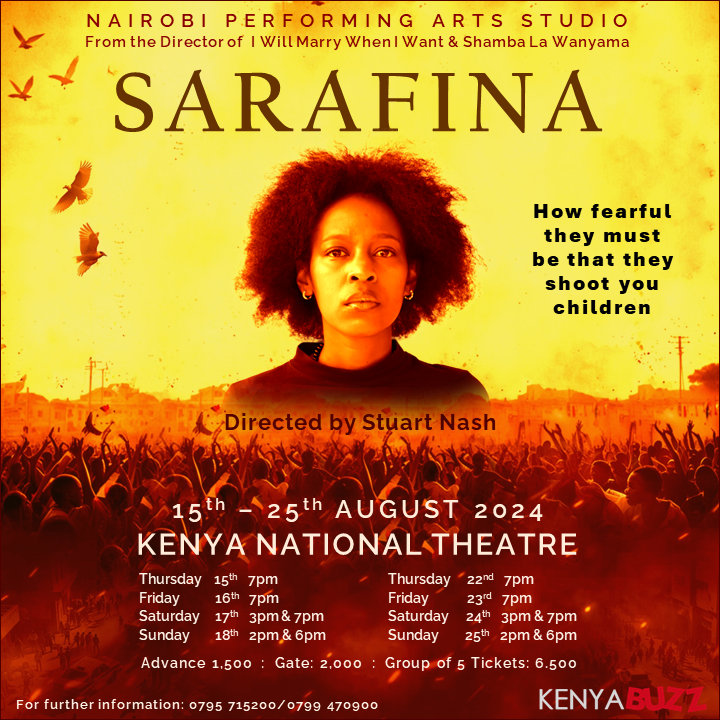 NAIROBI PERFORMING ARTS STUDIO
From the Director of I Will Marry When I Want & Shamba La Wanyama
SARAFINA
How fearful
they must
be that they
shoot you
children
Directed by Stuart Nash
15th – 25th AUGUST 2024
KENYA NATIONAL THEATRE
Thursday 15th 7pm
Friday 16th 7pm
Saturday 17th 3pm & 7pm
Sunday 18th 2pm & 6pm
Thursday 22nd 7pm
Friday 23rd 7pm
Saturday 24th 3pm & 7pm
Sunday 25th 2pm & 6pm
Advance 1,500 : Gate: 2,000 : Group of 5 Tickets: 6.500
For further information: 0795 715200/0799 470900
KENYABUZZ